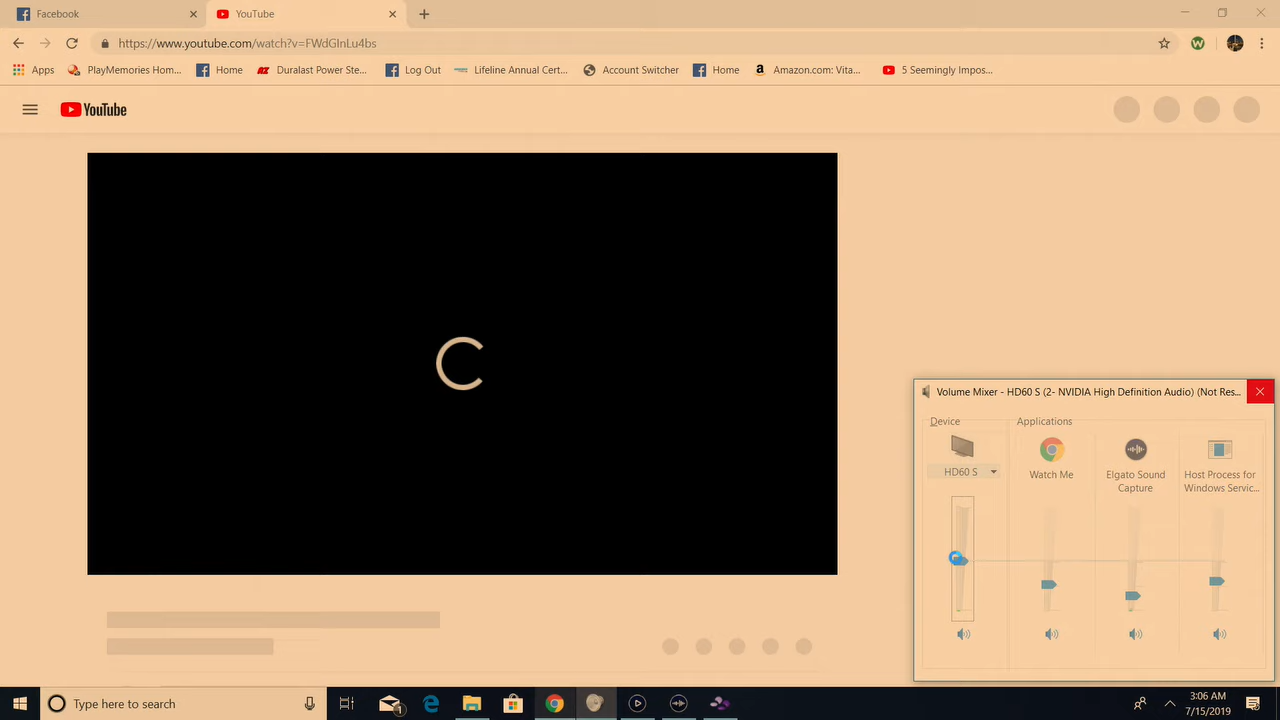 Facebook
YouTube
https://www.youtube.com/watch?v=FWdGInLu4bs
W
Apps
PlayMemories Hom...
Home
Duralast Power Ste...
Log Out
Lifeline Annual Cert...
Account Switcher
Home
Amazon.com: Vita...
5 Seemingly Impos...
YouTube
Volume Mixer - HD60 S (2- NVIDIA High Definition Audio) (Not Res...
Device
Applications
HD60 S
Watch Me
Elgato Sound
Capture
Host Process for
Windows Servic...
Type here to search
1
3:06 AM
7/15/2019